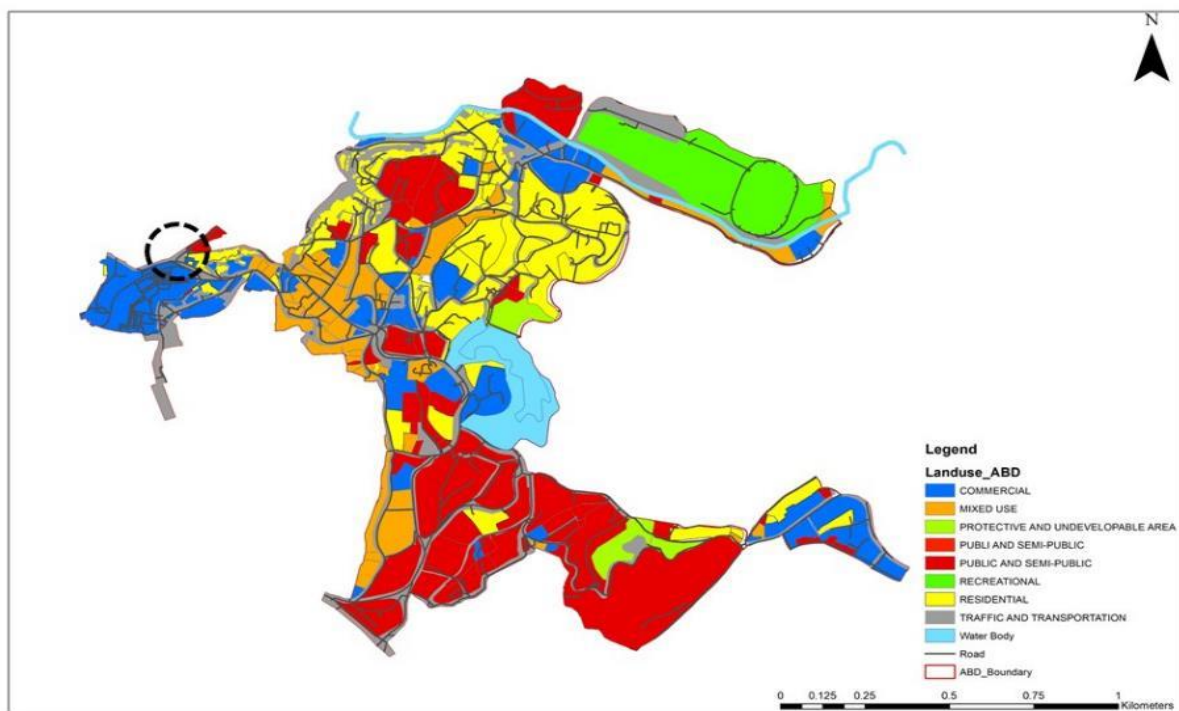 N
Legend
Landuse_ABD
COMMERCIAL
MIXED USE
PROTECTIVE AND UNDEVELOPABLE AREA
PUBLI AND SEMI-PUBLIC
PUBLIC AND SEMI-PUBLIC
RECREATIONAL
RESIDENTIAL
TRAFFIC AND TRANSPORTATION
Water Body
Road
ABD_Boundary
0 0.125 0.25 0.5 0.75 1
Kilometers